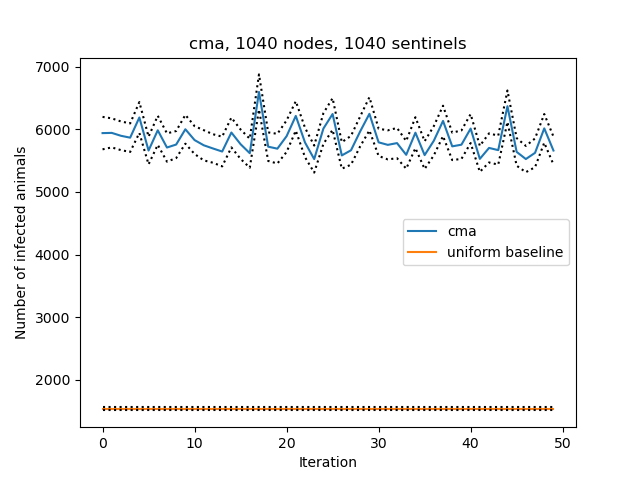 cma, 1040 nodes, 1040 sentinels
7000
6000
5000
4000
3000
2000
Number of infected animals
cma
uniform baseline
0 10 20 30 40 50
Iteration